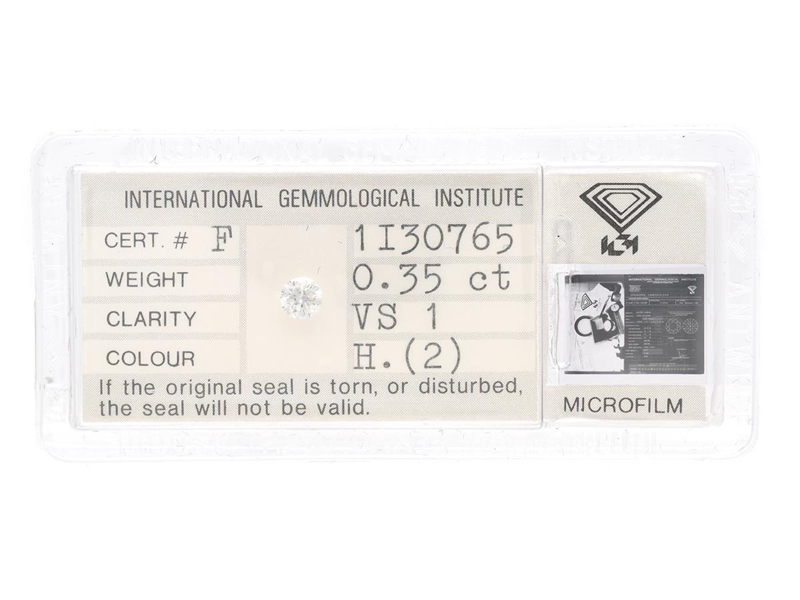 INTERNATIONAL GEMMOLOGICAL INSTITUTE
CERT. # F 1I30765
WEIGHT 0.35 ct
CLARITY VS 1
COLOUR H.(2)
If the original seal is torn, or disturbed,
the seal will not be valid.
MICROFILM